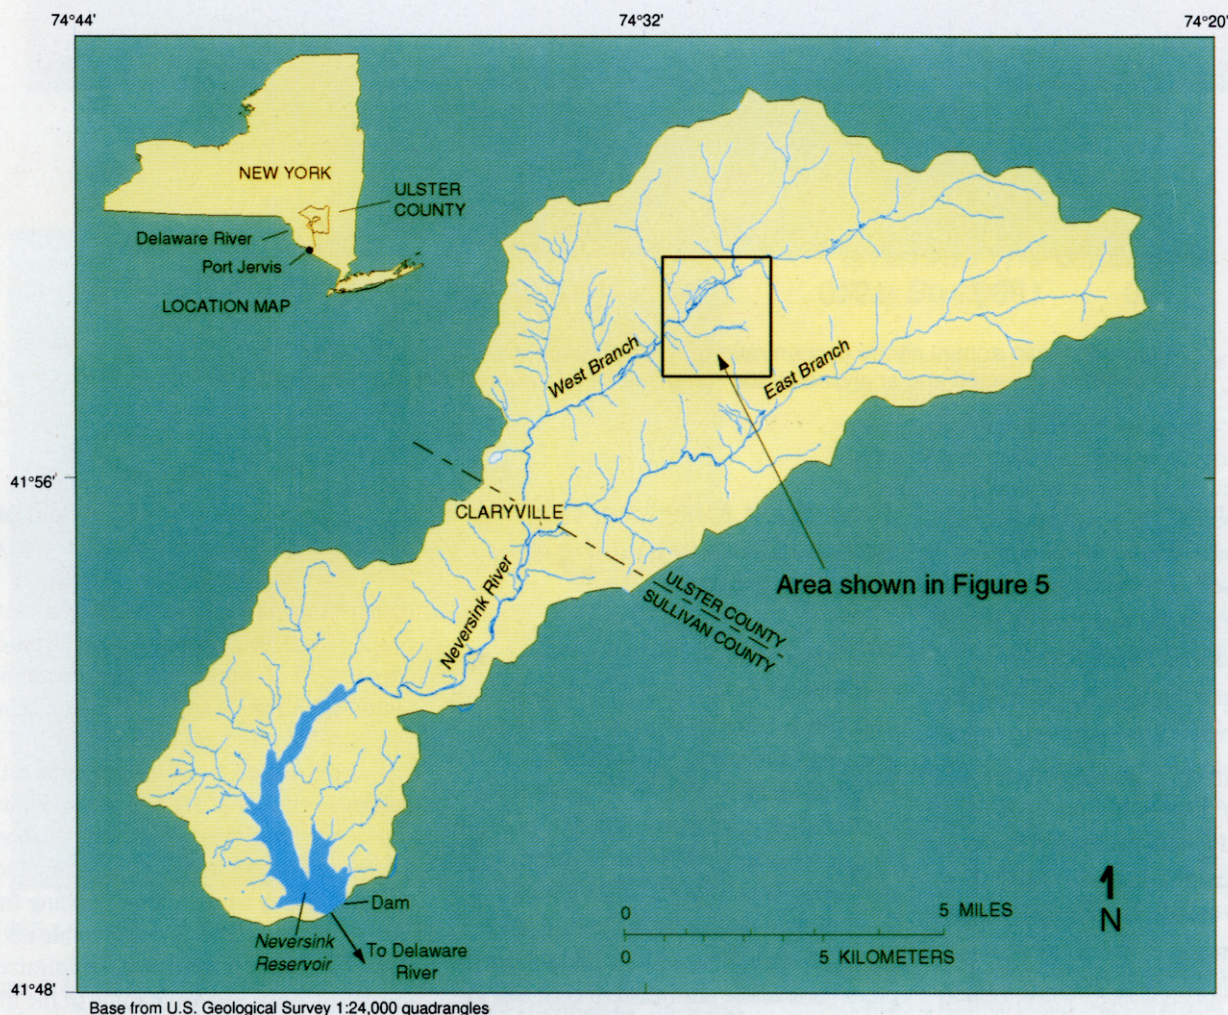 74°44'
74°32'
74°20'
NEW YORK
ULSTER
COUNTY
Delaware River
Port Jervis
LOCATION MAP
West Branch
East Branch
41°56'
CLARYVILLE
Neversink River
ULSTER COUNTY
SULLIVAN COUNTY
Area shown in Figure 5
Dam
Neversink
Reservoir
To Delaware
River
0 5 MILES
0 5 KILOMETERS
N
41°48'
Base from U.S. Geological Survey 1:24,000 quadrangles